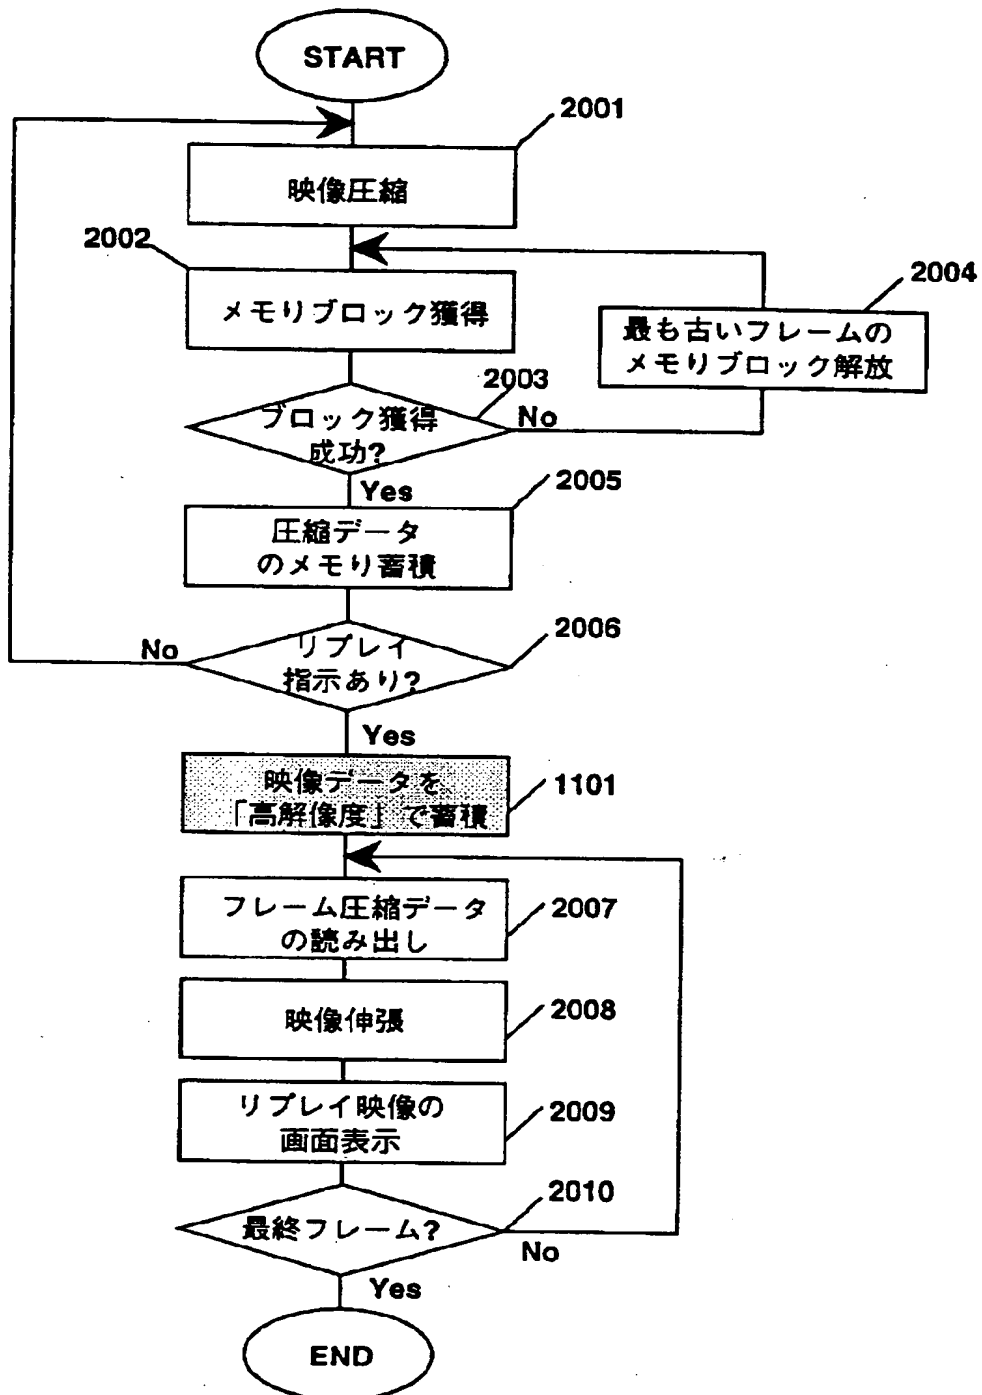 START
2001
映像圧縮
2002
メモリブロック獲得
2004
最も古いフレームの
メモリブロック解放
2003
ブロック獲得
成功?
No
Yes
2005
圧縮データ
のメモリ蓄積
2006
リプレイ
指示あり?
No
Yes
1101
映像データを
「高解像度」で蓄積
フレーム圧縮データ
の読み出し
2007
映像伸張
2008
リプレイ映像の
画面表示
2009
2010
最終フレーム?
No
Yes
END